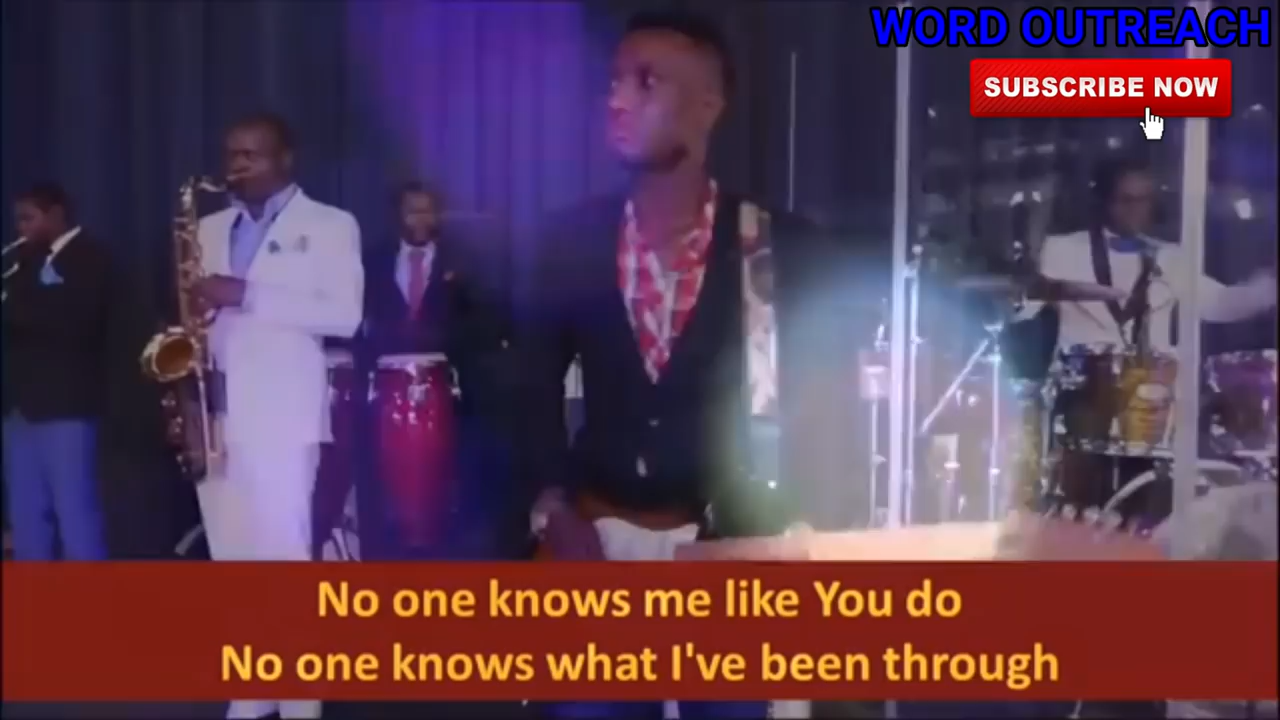 WORD OUTREACH
SUBSCRIBE NOW
No one knows me like You do
No one knows what I've been through